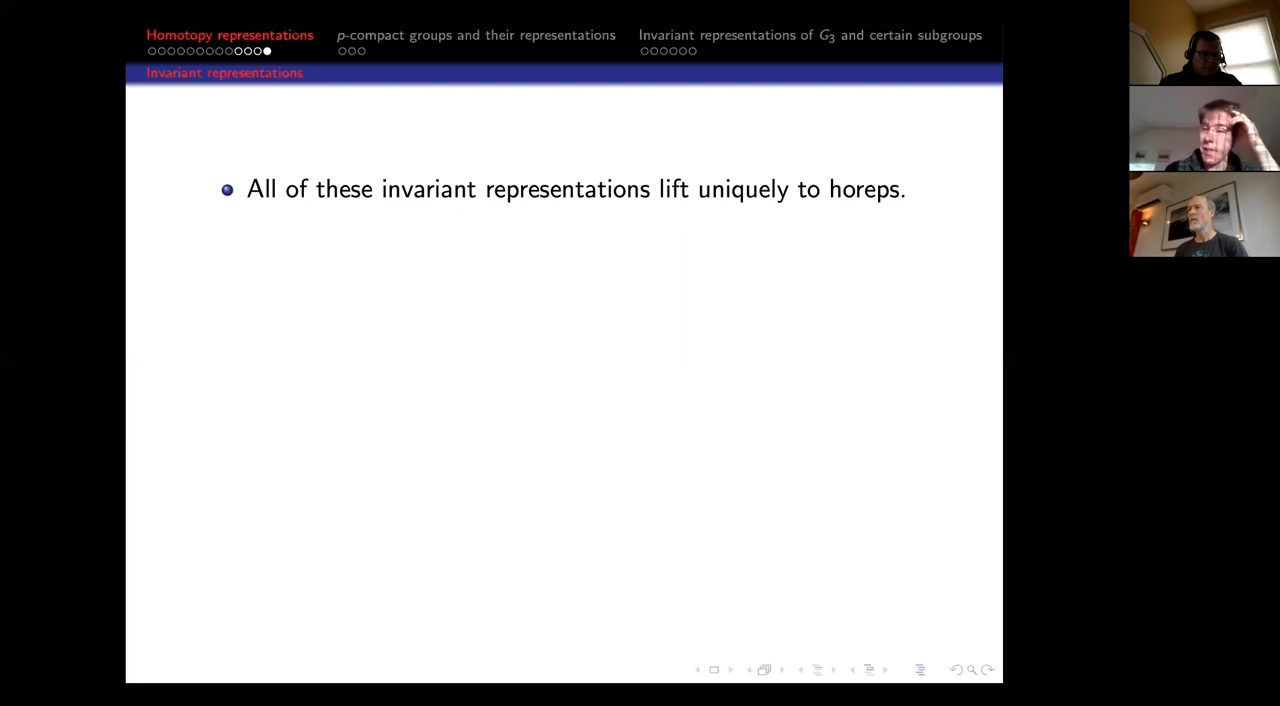 Homotopy representations p-compact groups and their representations Invariant representations of G₃ and certain subgroups
Invariant representations
All of these invariant representations lift uniquely to horeps.